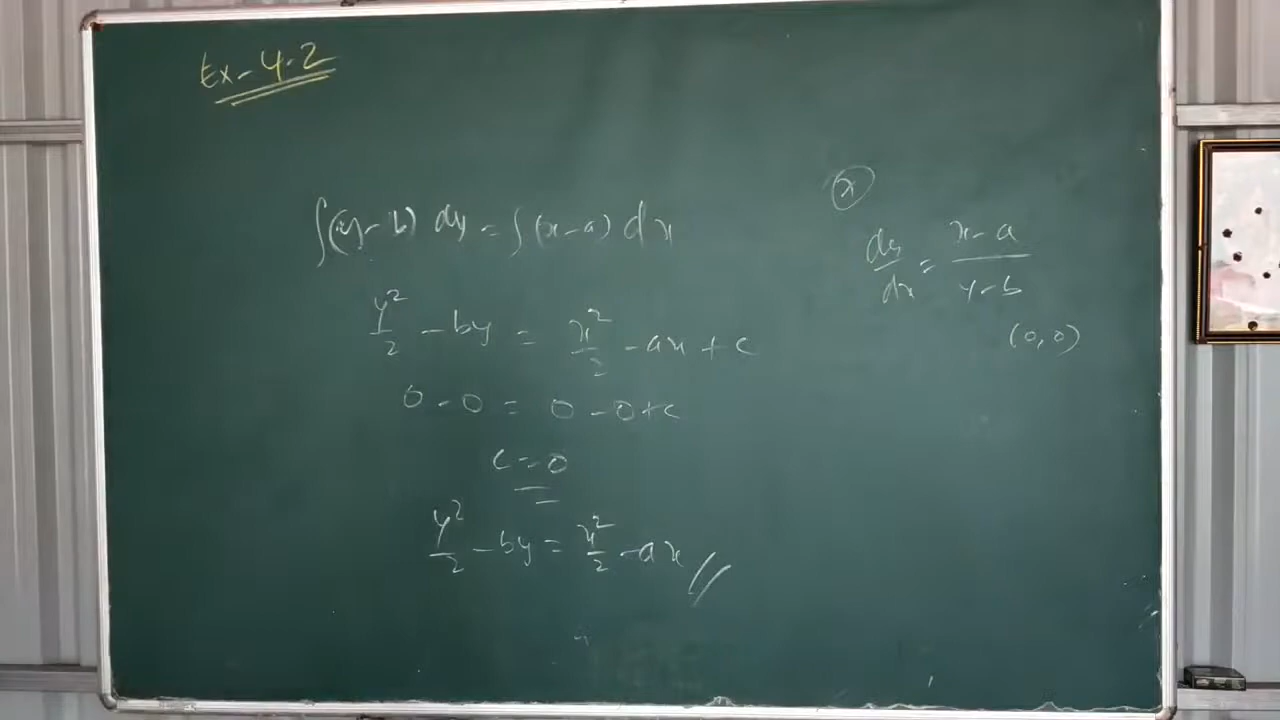 Ex - 4.2
∫(y-b) dy = ∫(x-a) dx
y²/2 - by = x²/2 - ax + c
0 - 0 = 0 - 0 + c
c = 0
y²/2 - by = x²/2 - ax //
(x)
dy/dx = x-a/y-b
(0,0)